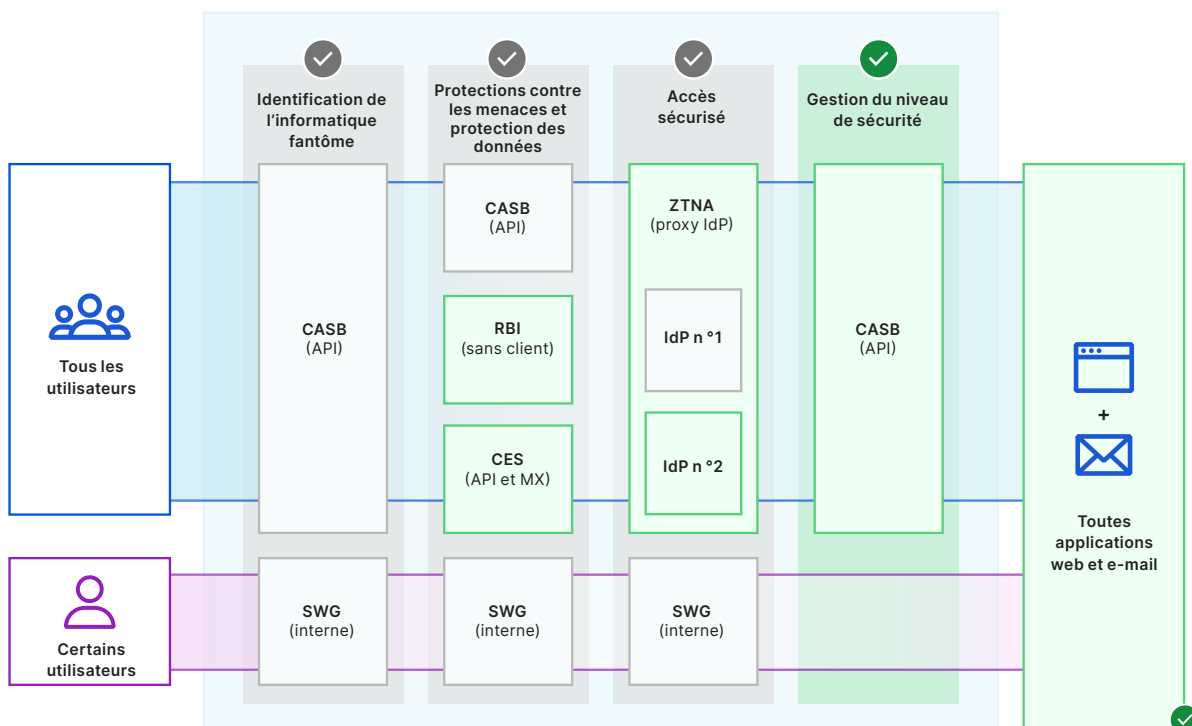 Identification de
l'informatique
fantôme
Protections contre
les menaces et
protection des
données
Accès
sécurisé
Gestion du niveau
de sécurité
Tous les
utilisateurs
CASB
(API)
CASB
(API)
RBI
(sans client)
CES
(API et MX)
ZTNA
(proxy IdP)
IdP n °1
IdP n °2
CASB
(API)
+
Toutes
applications
web et e-mail
Certains
utilisateurs
SWG
(interne)
SWG
(interne)
SWG
(interne)